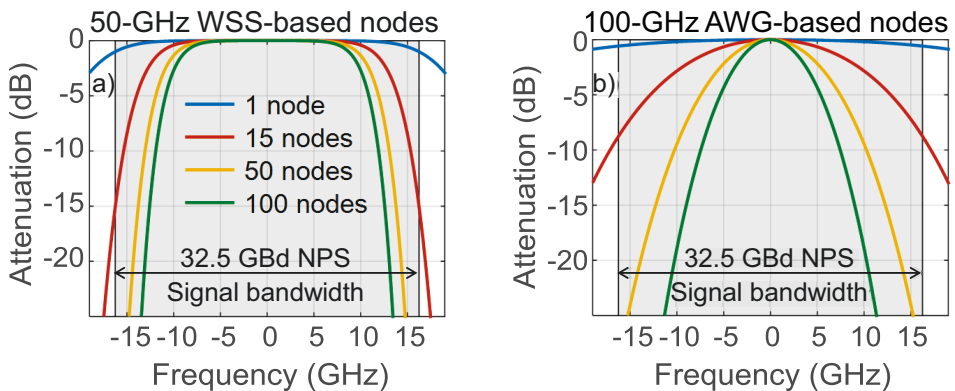 50-GHz WSS-based nodes
0
-5
-10
-15
-20
Attenuation (dB)
a)
1 node
15 nodes
50 nodes
100 nodes
32.5 GBd NPS
Signal bandwidth
-15 -10 -5 0 5 10 15
Frequency (GHz)
100-GHz AWG-based nodes
0
-5
-10
-15
-20
Attenuation (dB)
b)
32.5 GBd NPS
Signal bandwidth
-15 -10 -5 0 5 10 15
Frequency (GHz)